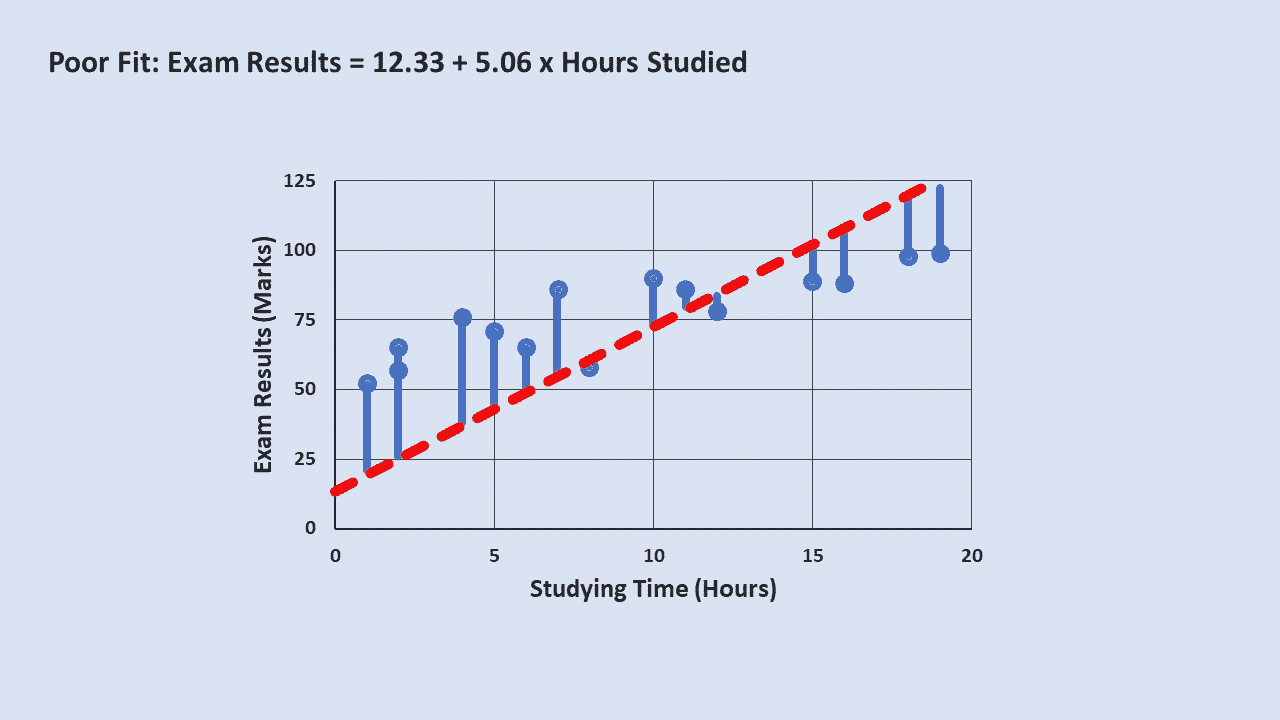 Poor Fit: Exam Results = 12.33 + 5.06 x Hours Studied
125
100
75
50
25
0
Exam Results (Marks)
0 5 10 15 20
Studying Time (Hours)